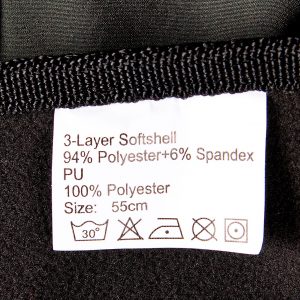 3-Layer Softshell
94% Polyester+6% Spandex
PU
100% Polyester
Size: 55cm
30°